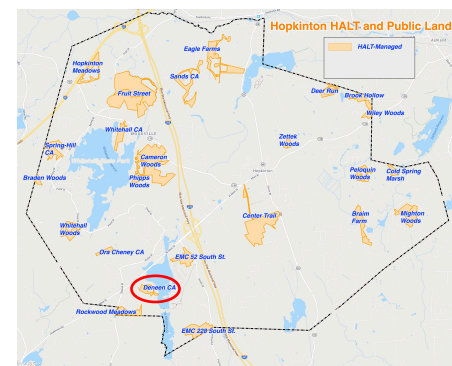 Hopkinton HALT and Public Land
HALT-Managed
Eagle Farms
Hopkinton
Meadows
Sands CA
Fruit Street
Deer Run
Brook Hollow
Wiley Woods
Whitehall CA
Zettek
Woods
Spring-Hill
CA
Cameron
Woods
Braden Woods
Phipps
Woods
Peloquin
Woods
Cold Spring
Marsh
Hopkinton
Center Trail
Braim
Farm
Mighton
Woods
Whitehall
Woods
Ora Cheney CA
EMC 52 South St.
Deneen CA
Rockwood Meadows
EMC 228 South St.